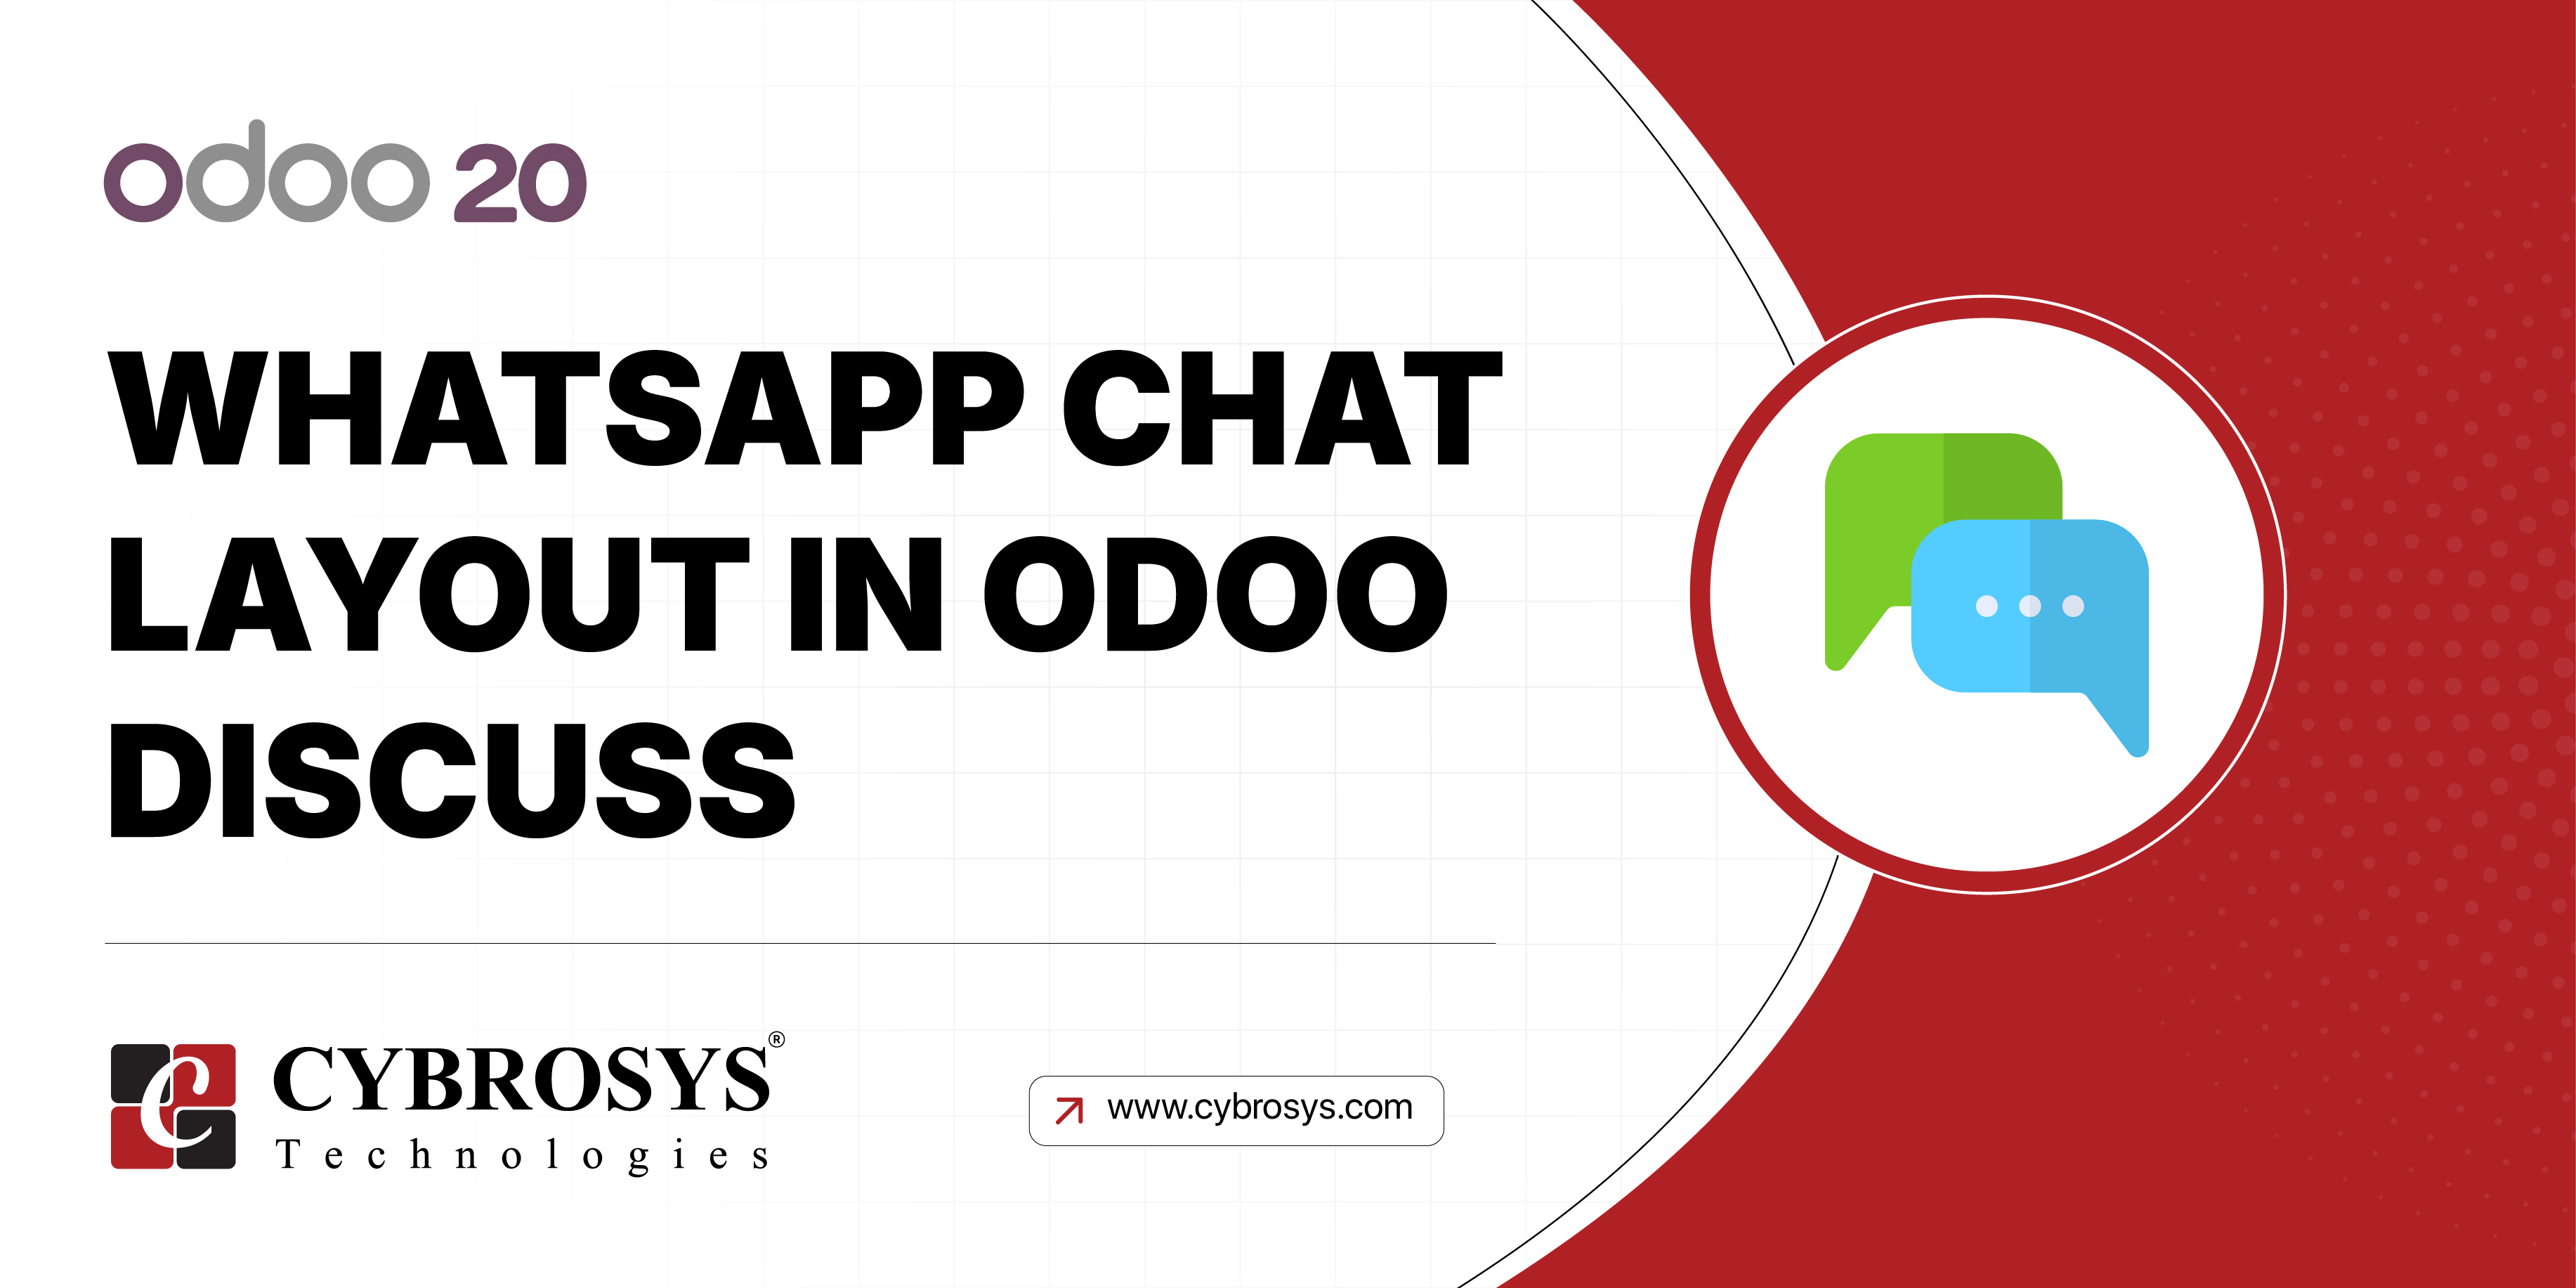 odoo 20
WHATSAPP CHAT
LAYOUT IN ODOO
DISCUSS
C CYBROSYS®
Technologies
www.cybrosys.com